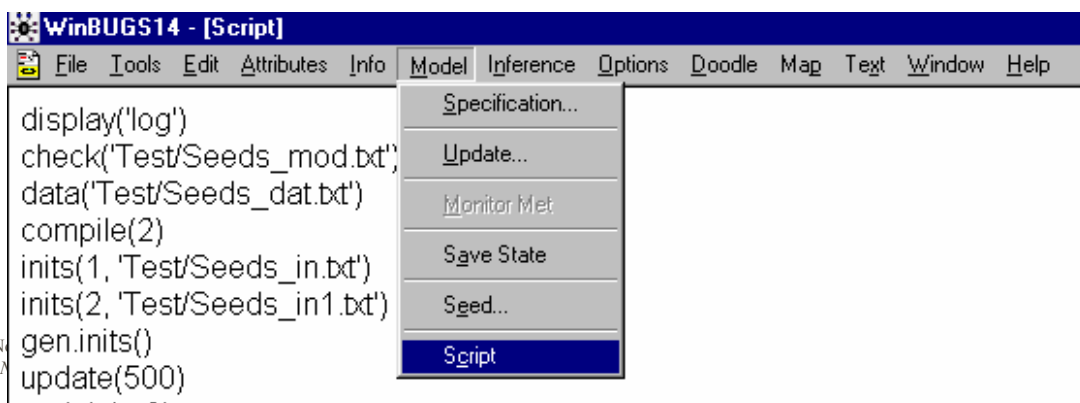 WinBUGS14 - [Script]
File Tools Edit Attributes Info Model Inference Options Doodle Map Text Window Help
display('log')
check('Test/Seeds_mod.txt')
data('Test/Seeds_dat.txt')
compile(2)
inits(1, 'Test/Seeds_in.txt')
inits(2, 'Test/Seeds_in1.txt')
gen.inits()
update(500)
Specification...
Update...
Monitor Met
Save State
Seed...
Script